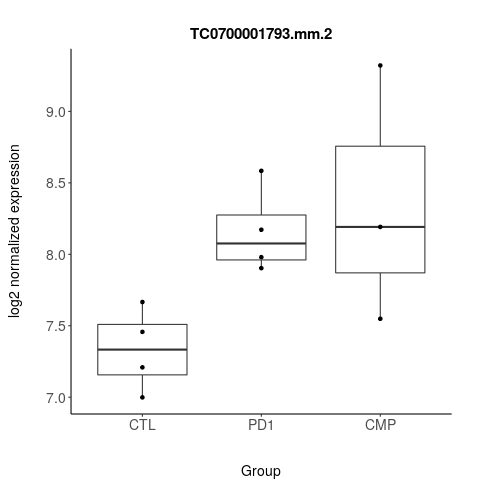 TC0700001793.mm.2
log2 normalized expression
9.0
8.5
8.0
7.5
7.0
CTL PD1 CMP
Group